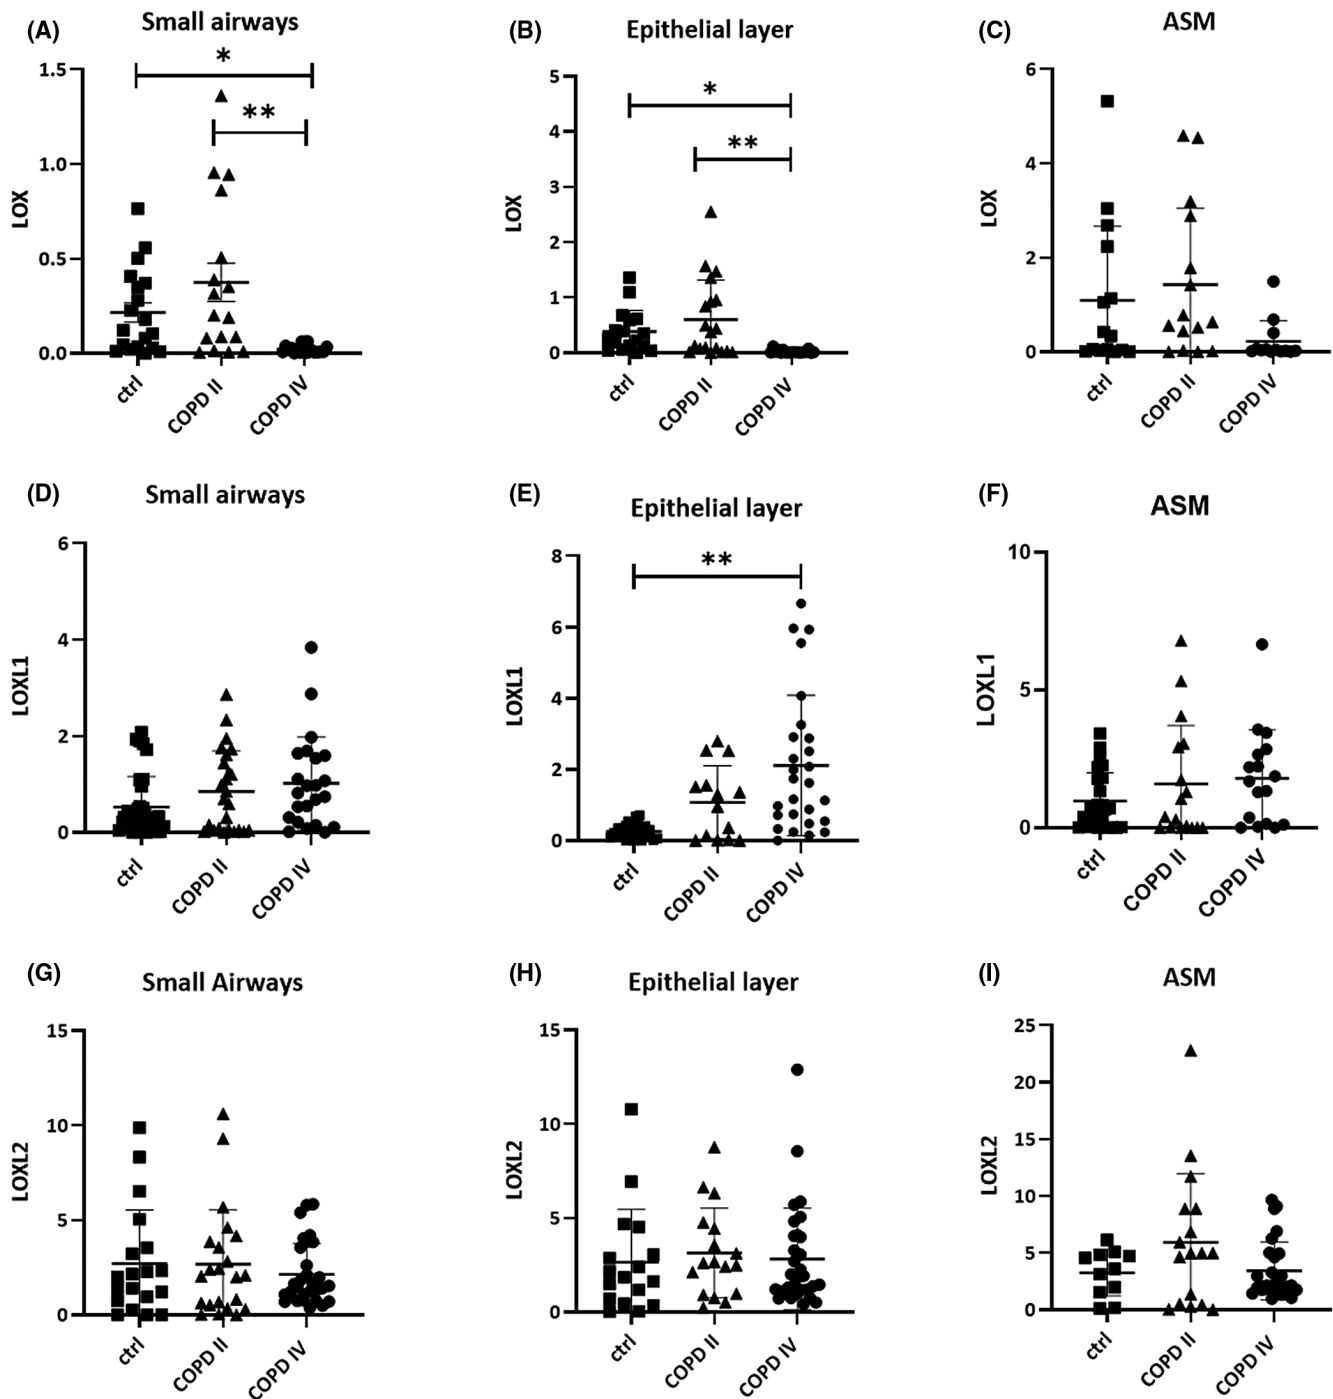 (A) Small airways
*
**
1.5
1.0
0.5
0.0
LOX
ctrl
COPD II
COPD IV
(B) Epithelial layer
*
**
5
4
3
2
1
0
LOX
ctrl
COPD II
COPD IV
(C) ASM
6
4
2
0
LOX
ctrl
COPD II
COPD IV
(D) Small airways
6
4
2
0
LOXL1
ctrl
COPD II
COPD IV
(E) Epithelial layer
**
8
6
4
2
0
LOXL1
ctrl
COPD II
COPD IV
(F) ASM
10
5
0
LOXL1
ctrl
COPD II
COPD IV
(G) Small Airways
15
10
5
0
LOXL2
ctrl
COPD II
COPD IV
(H) Epithelial layer
15
10
5
0
LOXL2
ctrl
COPD II
COPD IV
(I) ASM
25
20
15
10
5
0
LOXL2
ctrl
COPD II
COPD IV